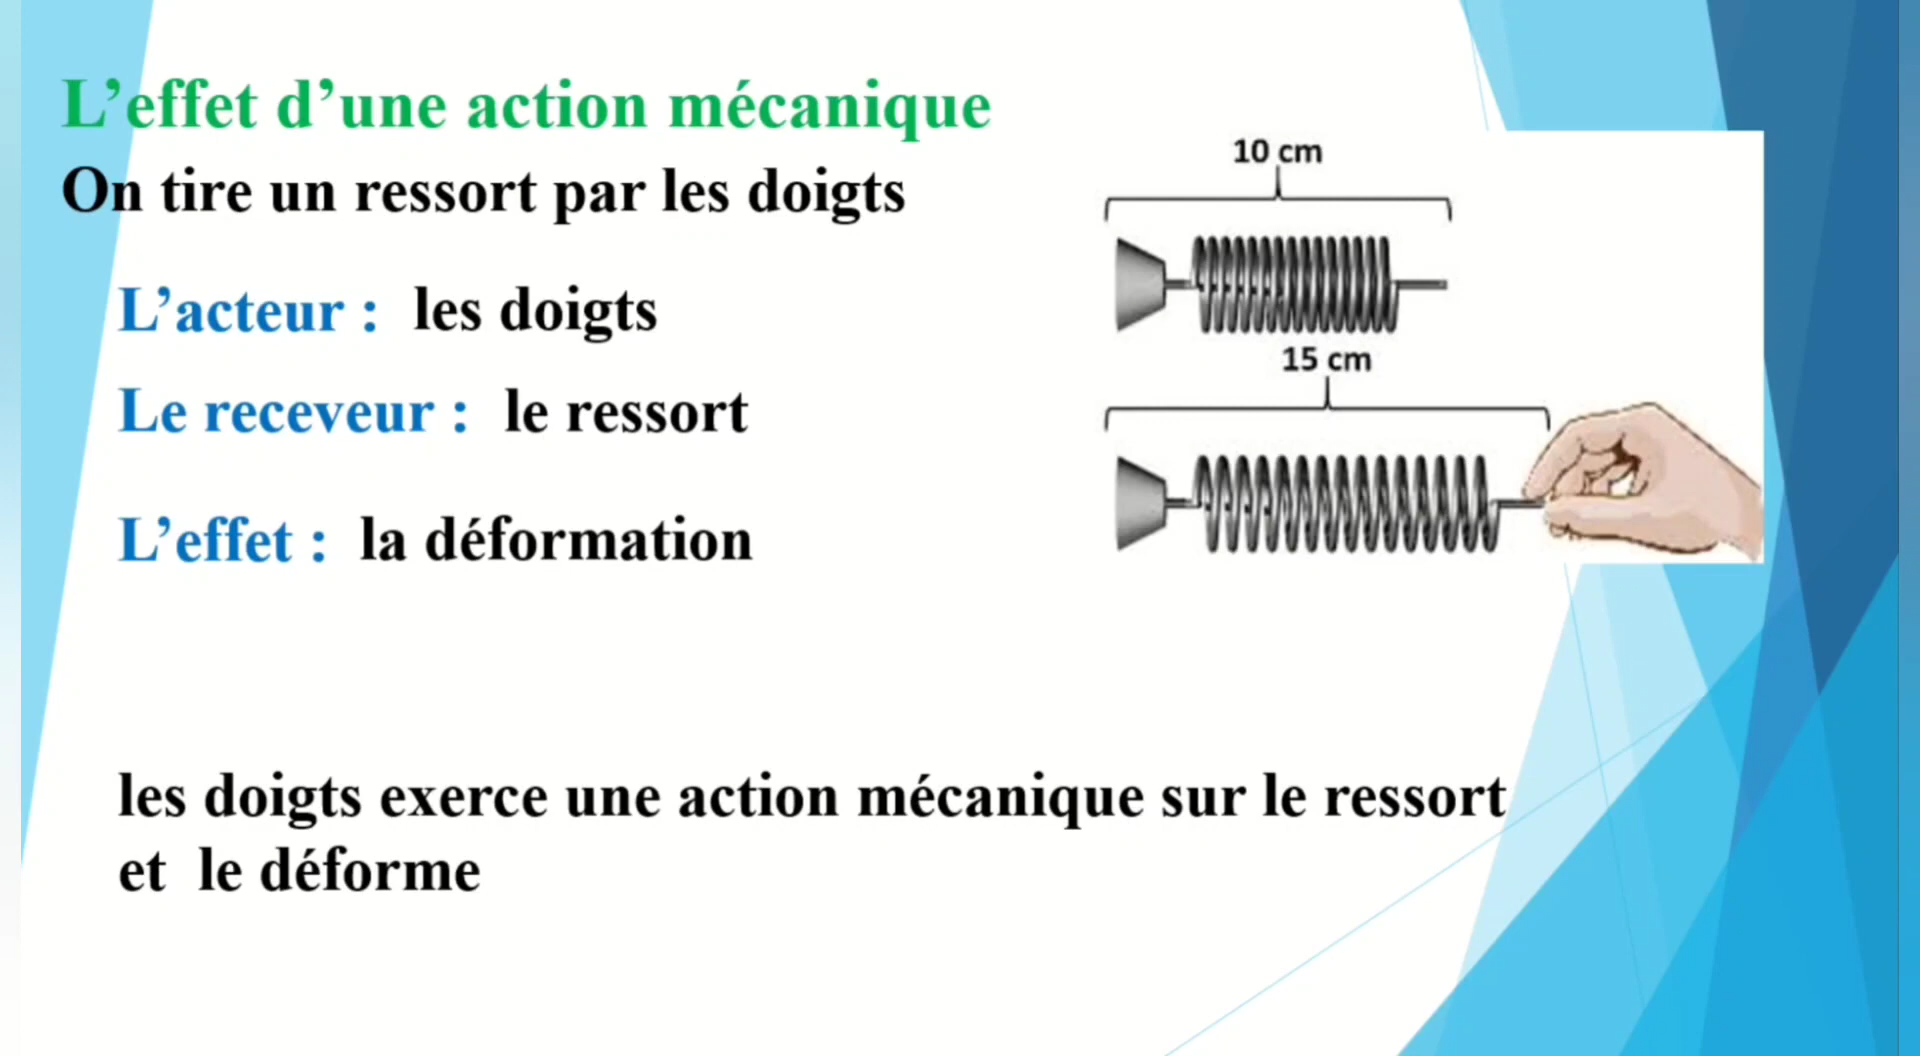 L’effet d’une action mécanique
On tire un ressort par les doigts
L’acteur : les doigts
Le receveur : le ressort
L’effet : la déformation
10 cm
15 cm
les doigts exerce une action mécanique sur le ressort
et le déforme